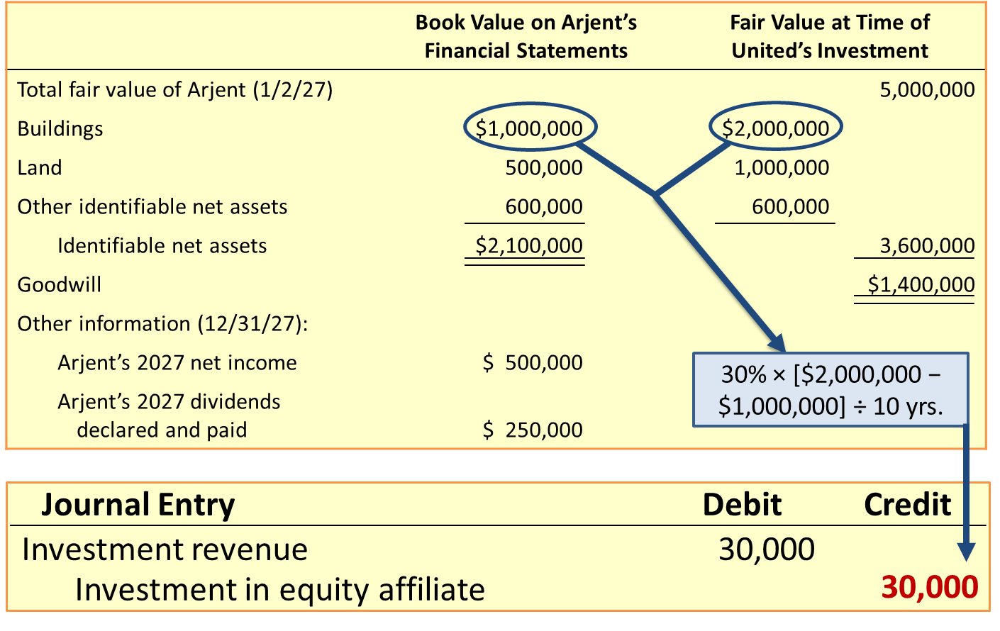 Book Value on Arjent’s Fair Value at Time of
Financial Statements United’s Investment
Total fair value of Arjent (1/2/27) 5,000,000
Buildings $1,000,000 $2,000,000
Land 500,000 1,000,000
Other identifiable net assets 600,000 600,000
Identifiable net assets $2,100,000 3,600,000
Goodwill $1,400,000
Other information (12/31/27):
Arjent’s 2027 net income $ 500,000
Arjent’s 2027 dividends
declared and paid $ 250,000
30% × [$2,000,000 –
$1,000,000] ÷ 10 yrs.
Journal Entry Debit Credit
Investment revenue 30,000
Investment in equity affiliate 30,000